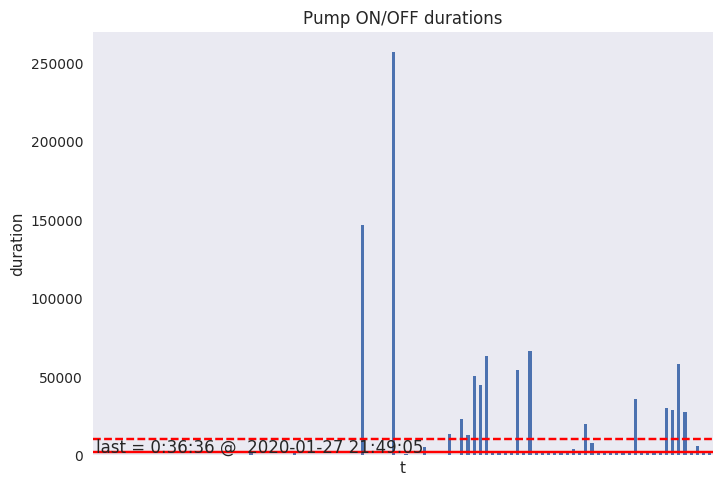 Pump ON/OFF durations
250000
200000
150000
100000
50000
0
duration
last = 0:36:36 @  2020-01-27 21:49:05
t